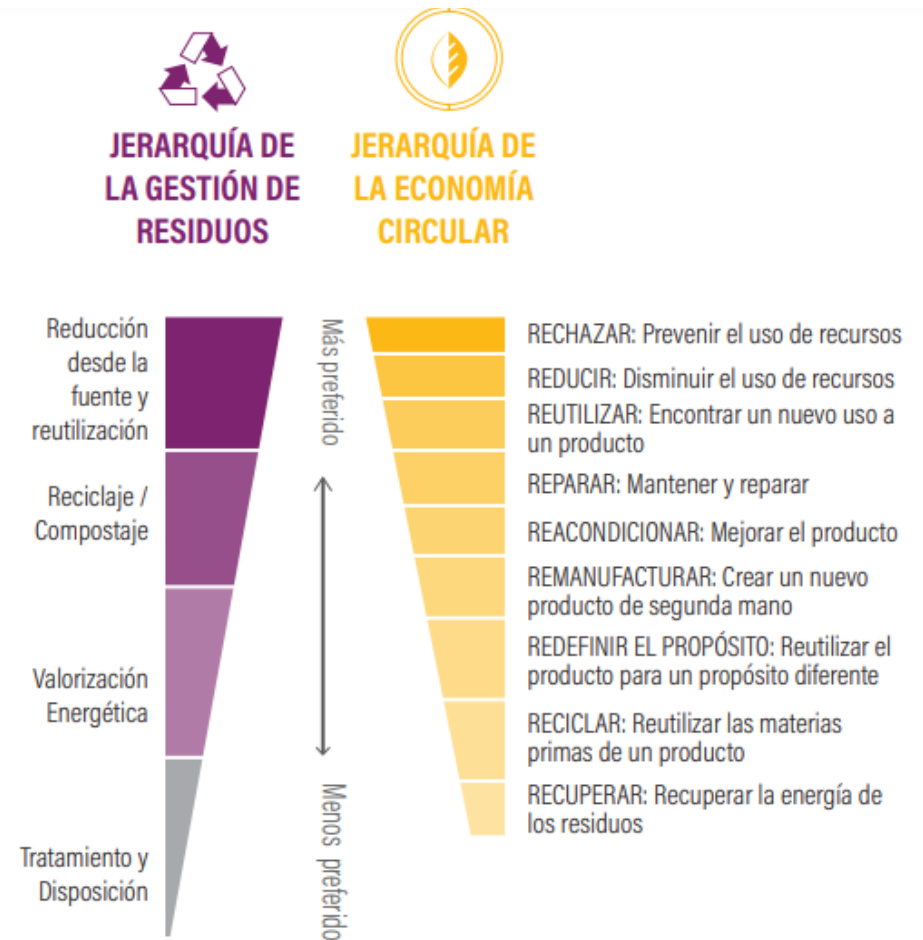 JERARQUÍA DE
LA GESTIÓN DE
RESIDUOS
JERARQUÍA DE
LA ECONOMÍA
CIRCULAR
Reducción
desde la
fuente y
reutilización
Reciclaje /
Compostaje
Valorización
Energética
Tratamiento y
Disposición
Más preferido
Menos preferido
RECHAZAR: Prevenir el uso de recursos
REDUCIR: Disminuir el uso de recursos
REUTILIZAR: Encontrar un nuevo uso a
un producto
REPARAR: Mantener y reparar
REACONDICIONAR: Mejorar el producto
REMANUFACTURAR: Crear un nuevo
producto de segunda mano
REDEFINIR EL PROPÓSITO: Reutilizar el
producto para un propósito diferente
RECICLAR: Reutilizar las materias
primas de un producto
RECUPERAR: Recuperar la energía de
los residuos